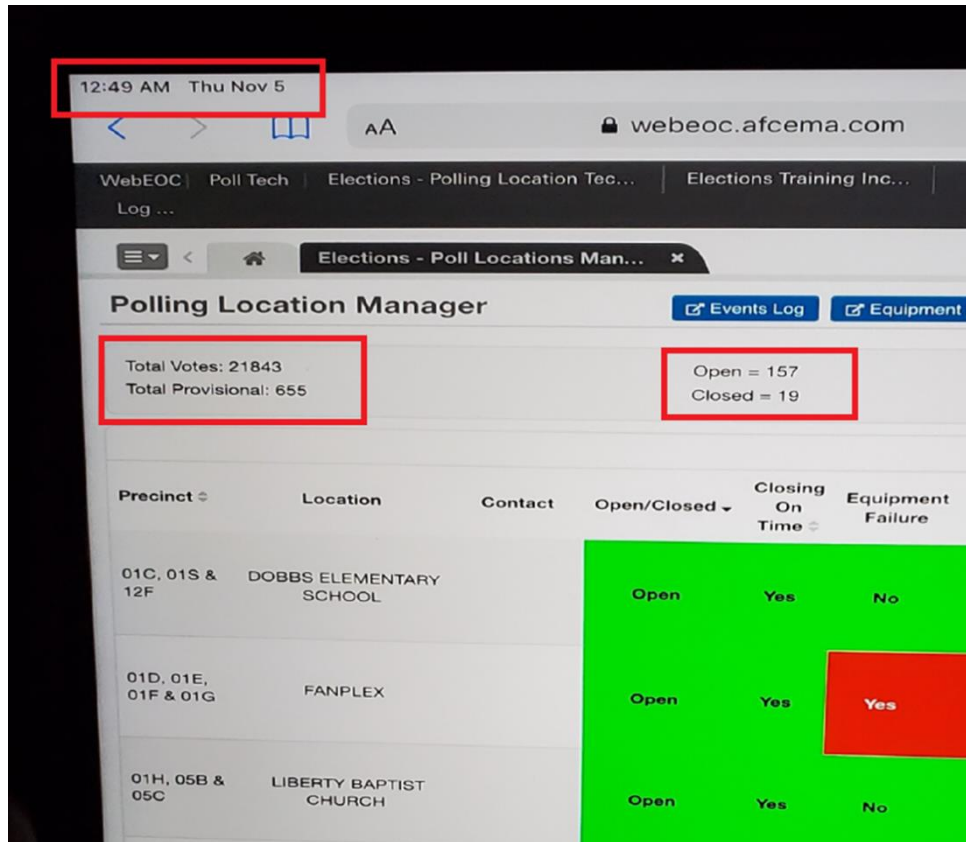 12:49 AM Thu Nov 5
AA
webeoc.afcema.com
WebEOC Poll Tech Elections - Polling Location Tec... Elections Training Inc...
Log ...
Elections - Poll Locations Man... ×
Polling Location Manager
Events Log
Equipment
Total Votes: 21843
Total Provisional: 655
Open = 157
Closed = 19
Precinct Location Contact Open/Closed Closing On Time Equipment Failure
01C, 01S &
12F
DOBBS ELEMENTARY
SCHOOL
Open Yes No
01D, 01E,
01F & 01G
FANPLEX
Open Yes Yes
01H, 05B &
05C
LIBERTY BAPTIST
CHURCH
Open Yes No